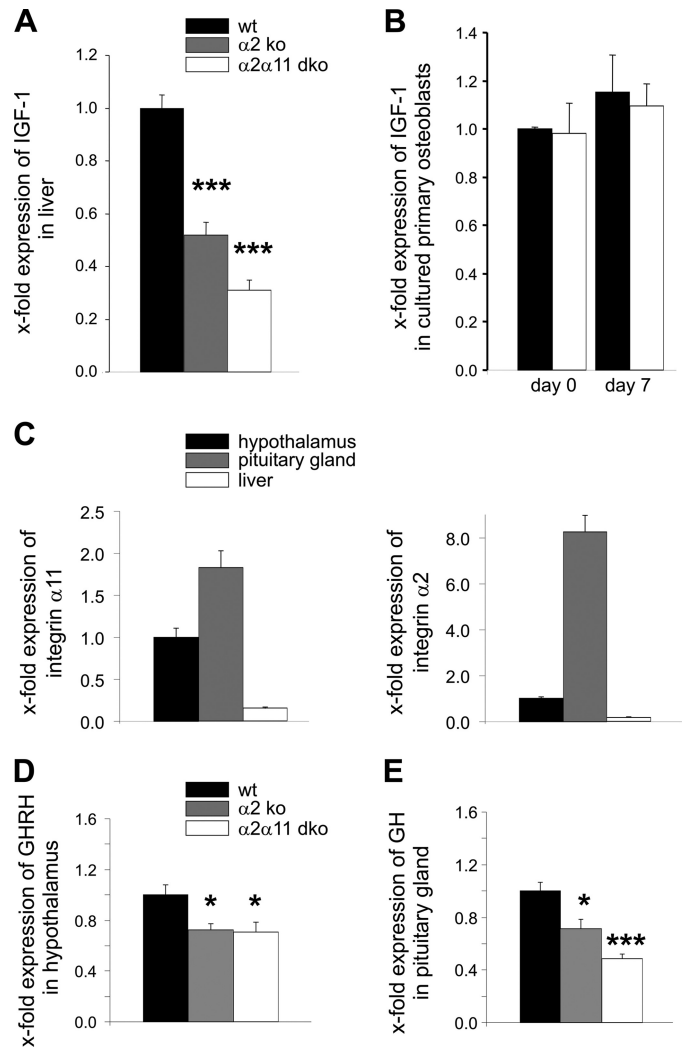 A
wt
α2 ko
α2α11 dko
x-fold expression of IGF-1
in liver
1.2
1.0
0.8
0.6
0.4
0.2
0.0
***
***
B
x-fold expression of IGF-1
in cultured primary osteoblasts
1.4
1.2
1.0
1.2
1.4
1.2
0.0
day 0
day 7
C
hypothalamus
pituitary gland
liver
x-fold expression of
integrin α11
2.5
2.0
1.5
1.0
0.5
0.0
x-fold expression of
integrin α2
8.0
6.0
4.0
2.0
0.0
D
wt
α2 ko
α2α11 dko
x-fold expression of GHRH
in hypothalamus
1.6
1.2
0.8
0.4
0.0
*
*
E
x-fold expression of GH
in pituitary gland
1.6
1.2
0.8
0.4
0.0
*
***